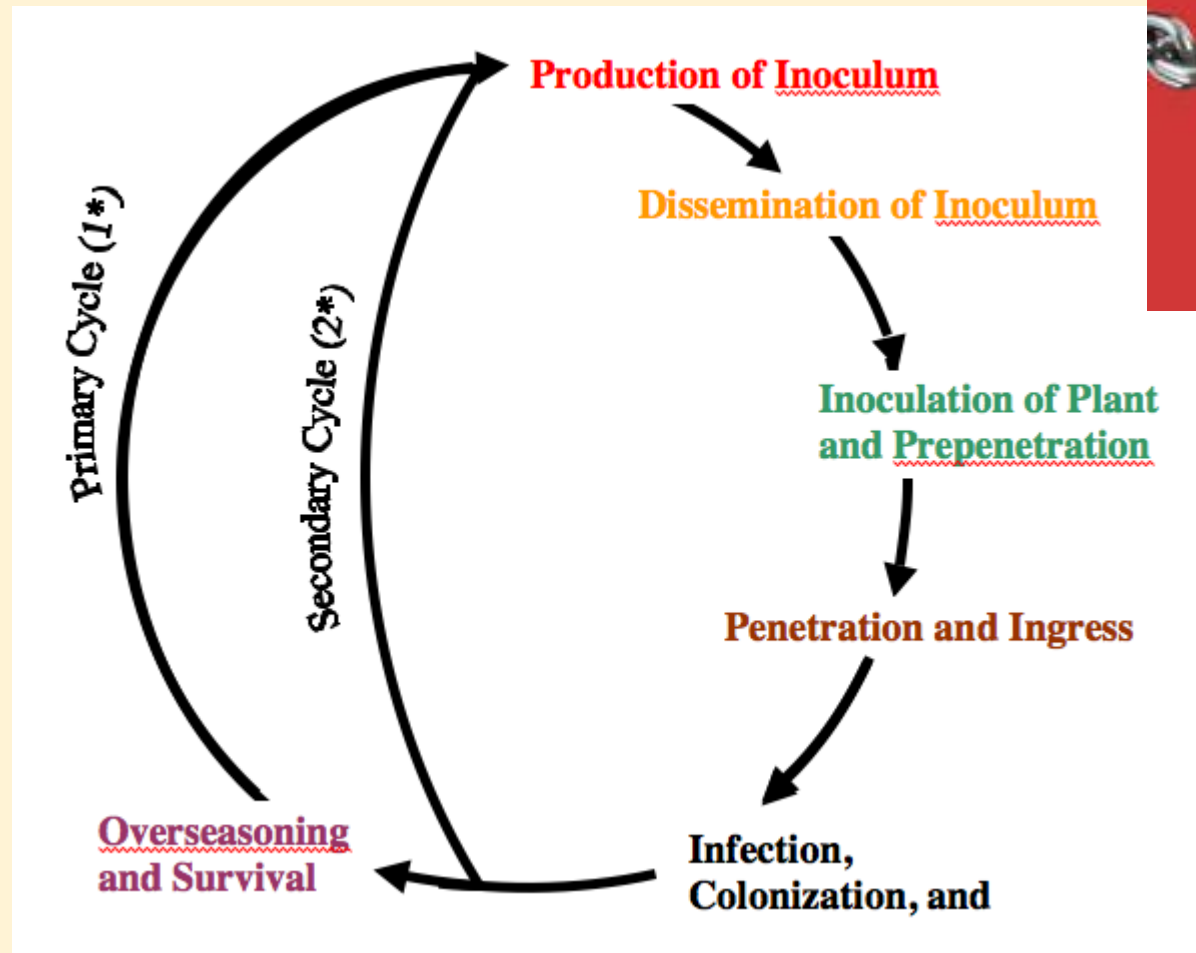 Production of Inoculum
Dissemination of Inoculum
Inoculation of Plant
and Prepenetration
Penetration and Ingress
Infection,
Colonization, and
Overseasoning
and Survival
Primary Cycle (1*)
Secondary Cycle (2*)